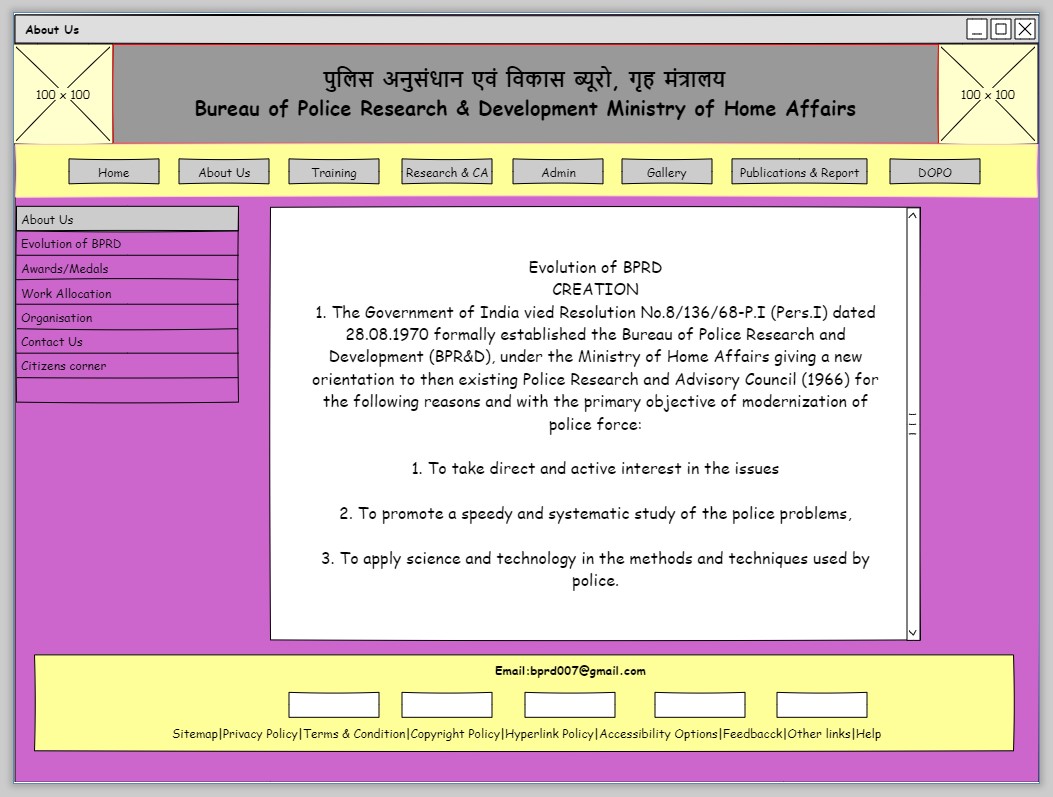 About Us
100 x 100
पुलिस अनुसंधान एवं विकास ब्यूरो, गृह मंत्रालय
Bureau of Police Research & Development Ministry of Home Affairs
100 x 100
Home
About Us
Training
Research & CA
Admin
Gallery
Publications & Report
DOPO
About Us
Evolution of BPRD
Awards/Medals
Work Allocation
Organisation
Contact Us
Citizens corner
Evolution of BPRD
CREATION
1. The Government of India vied Resolution No.8/136/68-P.I (Pers.I) dated
28.08.1970 formally established the Bureau of Police Research and
Development (BPR&D), under the Ministry of Home Affairs giving a new
orientation to then existing Police Research and Advisory Council (1966) for
the following reasons and with the primary objective of modernization of
police force:
1. To take direct and active interest in the issues
2. To promote a speedy and systematic study of the police problems,
3. To apply science and technology in the methods and techniques used by
police.
Email:bprd007@gmail.com
Sitemap|Privacy Policy|Terms & Condition|Copyright Policy|Hyperlink Policy|Accessibility Options|Feedbacck|Other links|Help